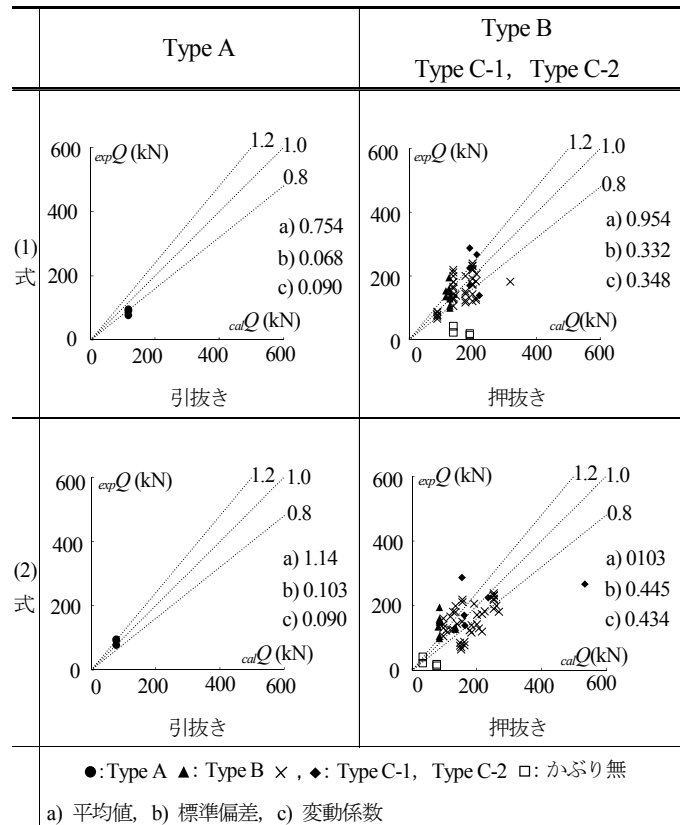 Type A
Type B
Type C-1, Type C-2
(1)
式
600
expQ (kN)
1.2
1.0
0.8
400
a) 0.754
b) 0.068
200
c) 0.090
calQ (kN)
0
0
200
400
600
引抜き
600
expQ (kN)
1.2
1.0
0.8
400
a) 0.954
b) 0.332
200
c) 0.348
calQ (kN)
0
0
200
400
600
押抜き
(2)
式
600
expQ (kN)
1.2
1.0
0.8
400
a) 1.14
b) 0.103
200
c) 0.090
calQ (kN)
0
0
200
400
600
引抜き
600
expQ (kN)
1.2
1.0
0.8
400
a) 0103
b) 0.445
200
c) 0.434
calQ (kN)
0
0
200
400
600
押抜き
●:Type A ▲: Type B ×, ◆: Type C-1, Type C-2 □: かぶり無
a) 平均値, b) 標準偏差, c) 変動係数